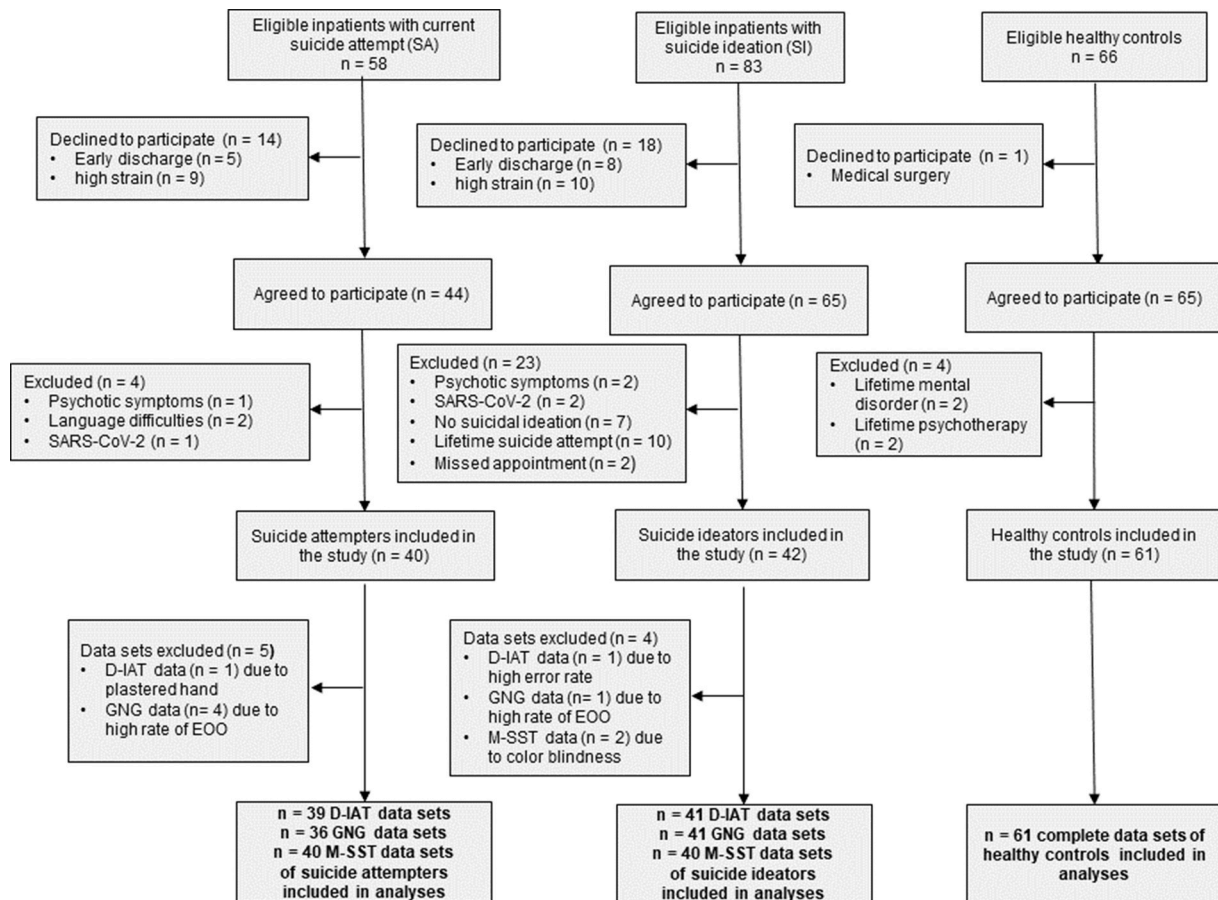 Eligible inpatients with current
suicide attempt (SA)
n = 58
Eligible inpatients with
suicide ideation (SI)
n = 83
Eligible healthy controls
n = 66
Declined to participate (n = 14)
• Early discharge (n = 5)
• high strain (n = 9)
Declined to participate (n = 18)
• Early discharge (n = 8)
• high strain (n = 10)
Declined to participate (n = 1)
• Medical surgery
Agreed to participate (n = 44)
Agreed to participate (n = 65)
Agreed to participate (n = 65)
Excluded (n = 4)
• Psychotic symptoms (n = 1)
• Language difficulties (n = 2)
• SARS-CoV-2 (n = 1)
Excluded (n = 23)
• Psychotic symptoms (n = 2)
• SARS-CoV-2 (n = 2)
• No suicidal ideation (n = 7)
• Lifetime suicide attempt (n = 10)
• Missed appointment (n = 2)
Excluded (n = 4)
• Lifetime mental
disorder (n = 2)
• Lifetime psychotherapy
(n = 2)
Suicide attempters included in
the study (n = 40)
Suicide ideators included in
the study (n = 42)
Healthy controls included in
the study (n = 61)
Data sets excluded (n = 5)
• D-IAT data (n = 1) due to
plastered hand
• GNG data (n= 4) due to
high rate of EOO
Data sets excluded (n = 4)
• D-IAT data (n = 1) due to
high error rate
• GNG data (n= 1) due to
high rate of EOO
• M-SST data (n = 2) due
to color blindness
n = 39 D-IAT data sets
n = 36 GNG data sets
n = 40 M-SST data sets
of suicide attempters
included in analyses
n = 41 D-IAT data sets
n = 41 GNG data sets
n = 40 M-SST data sets
of suicide ideators
included in analyses
n = 61 complete data sets of
healthy controls included in
analyses